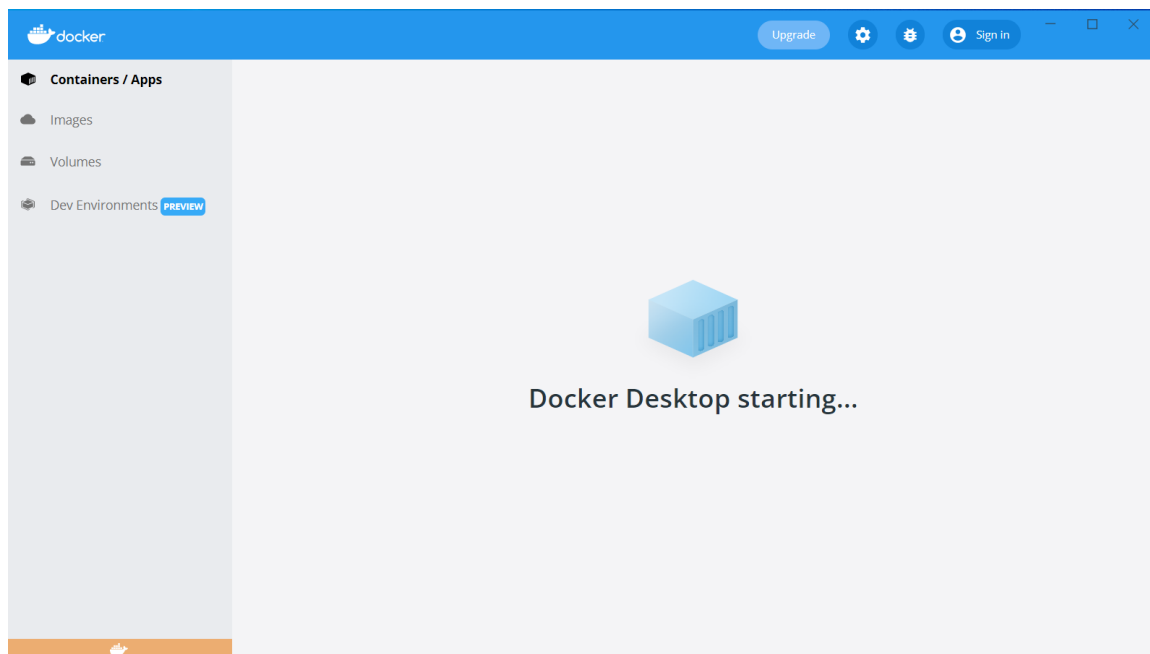 docker
Upgrade
Sign in
Containers / Apps
Images
Volumes
Dev Environments PREVIEW
Docker Desktop starting...